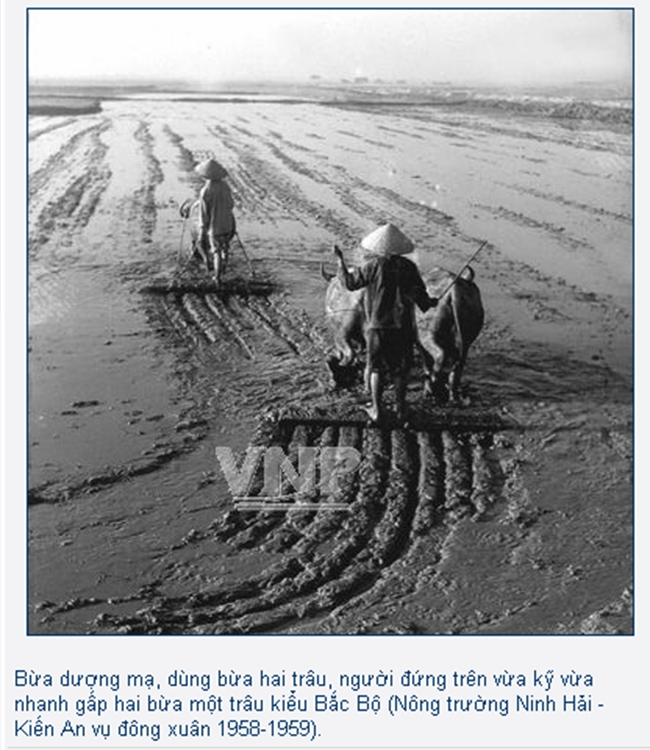 VNP
Bừa dượng mạ, dùng bừa hai trâu, người đứng trên vừa kỹ vừa
nhanh gấp hai bừa một trâu kiểu Bắc Bộ (Nông trường Ninh Hải -
Kiến An vụ đông xuân 1958-1959).